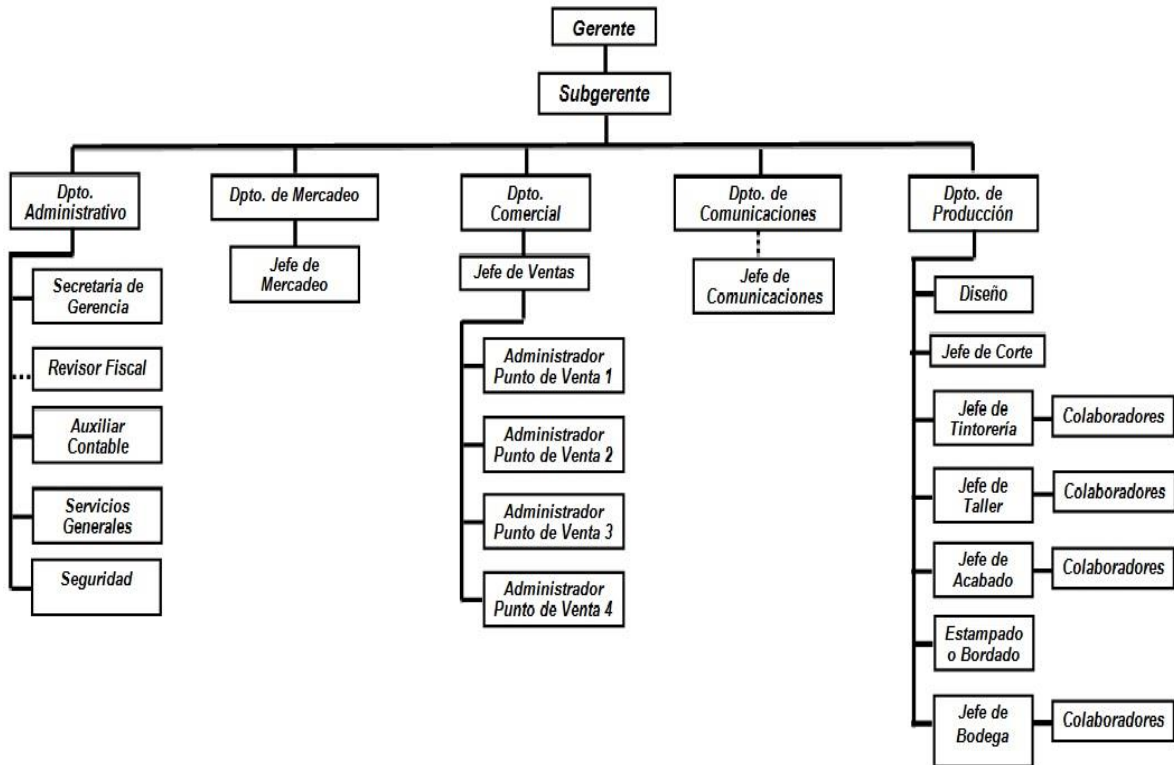 Gerente
Subgerente
Dpto.
Administrativo
Dpto. de Mercadeo
Dpto.
Comercial
Dpto. de
Comunicaciones
Dpto. de
Producción
Secretaria de
Gerencia
Revisor Fiscal
Auxiliar
Contable
Servicios
Generales
Seguridad
Jefe de
Mercadeo
Jefe de Ventas
Administrador
Punto de Venta 1
Administrador
Punto de Venta 2
Administrador
Punto de Venta 3
Administrador
Punto de Venta 4
Jefe de
Comunicaciones
Diseño
Jefe de Corte
Jefe de
Tintorería
Colaboradores
Jefe de
Taller
Colaboradores
Jefe de
Acabado
Colaboradores
Estampado
o Bordado
Jefe de
Bodega
Colaboradores